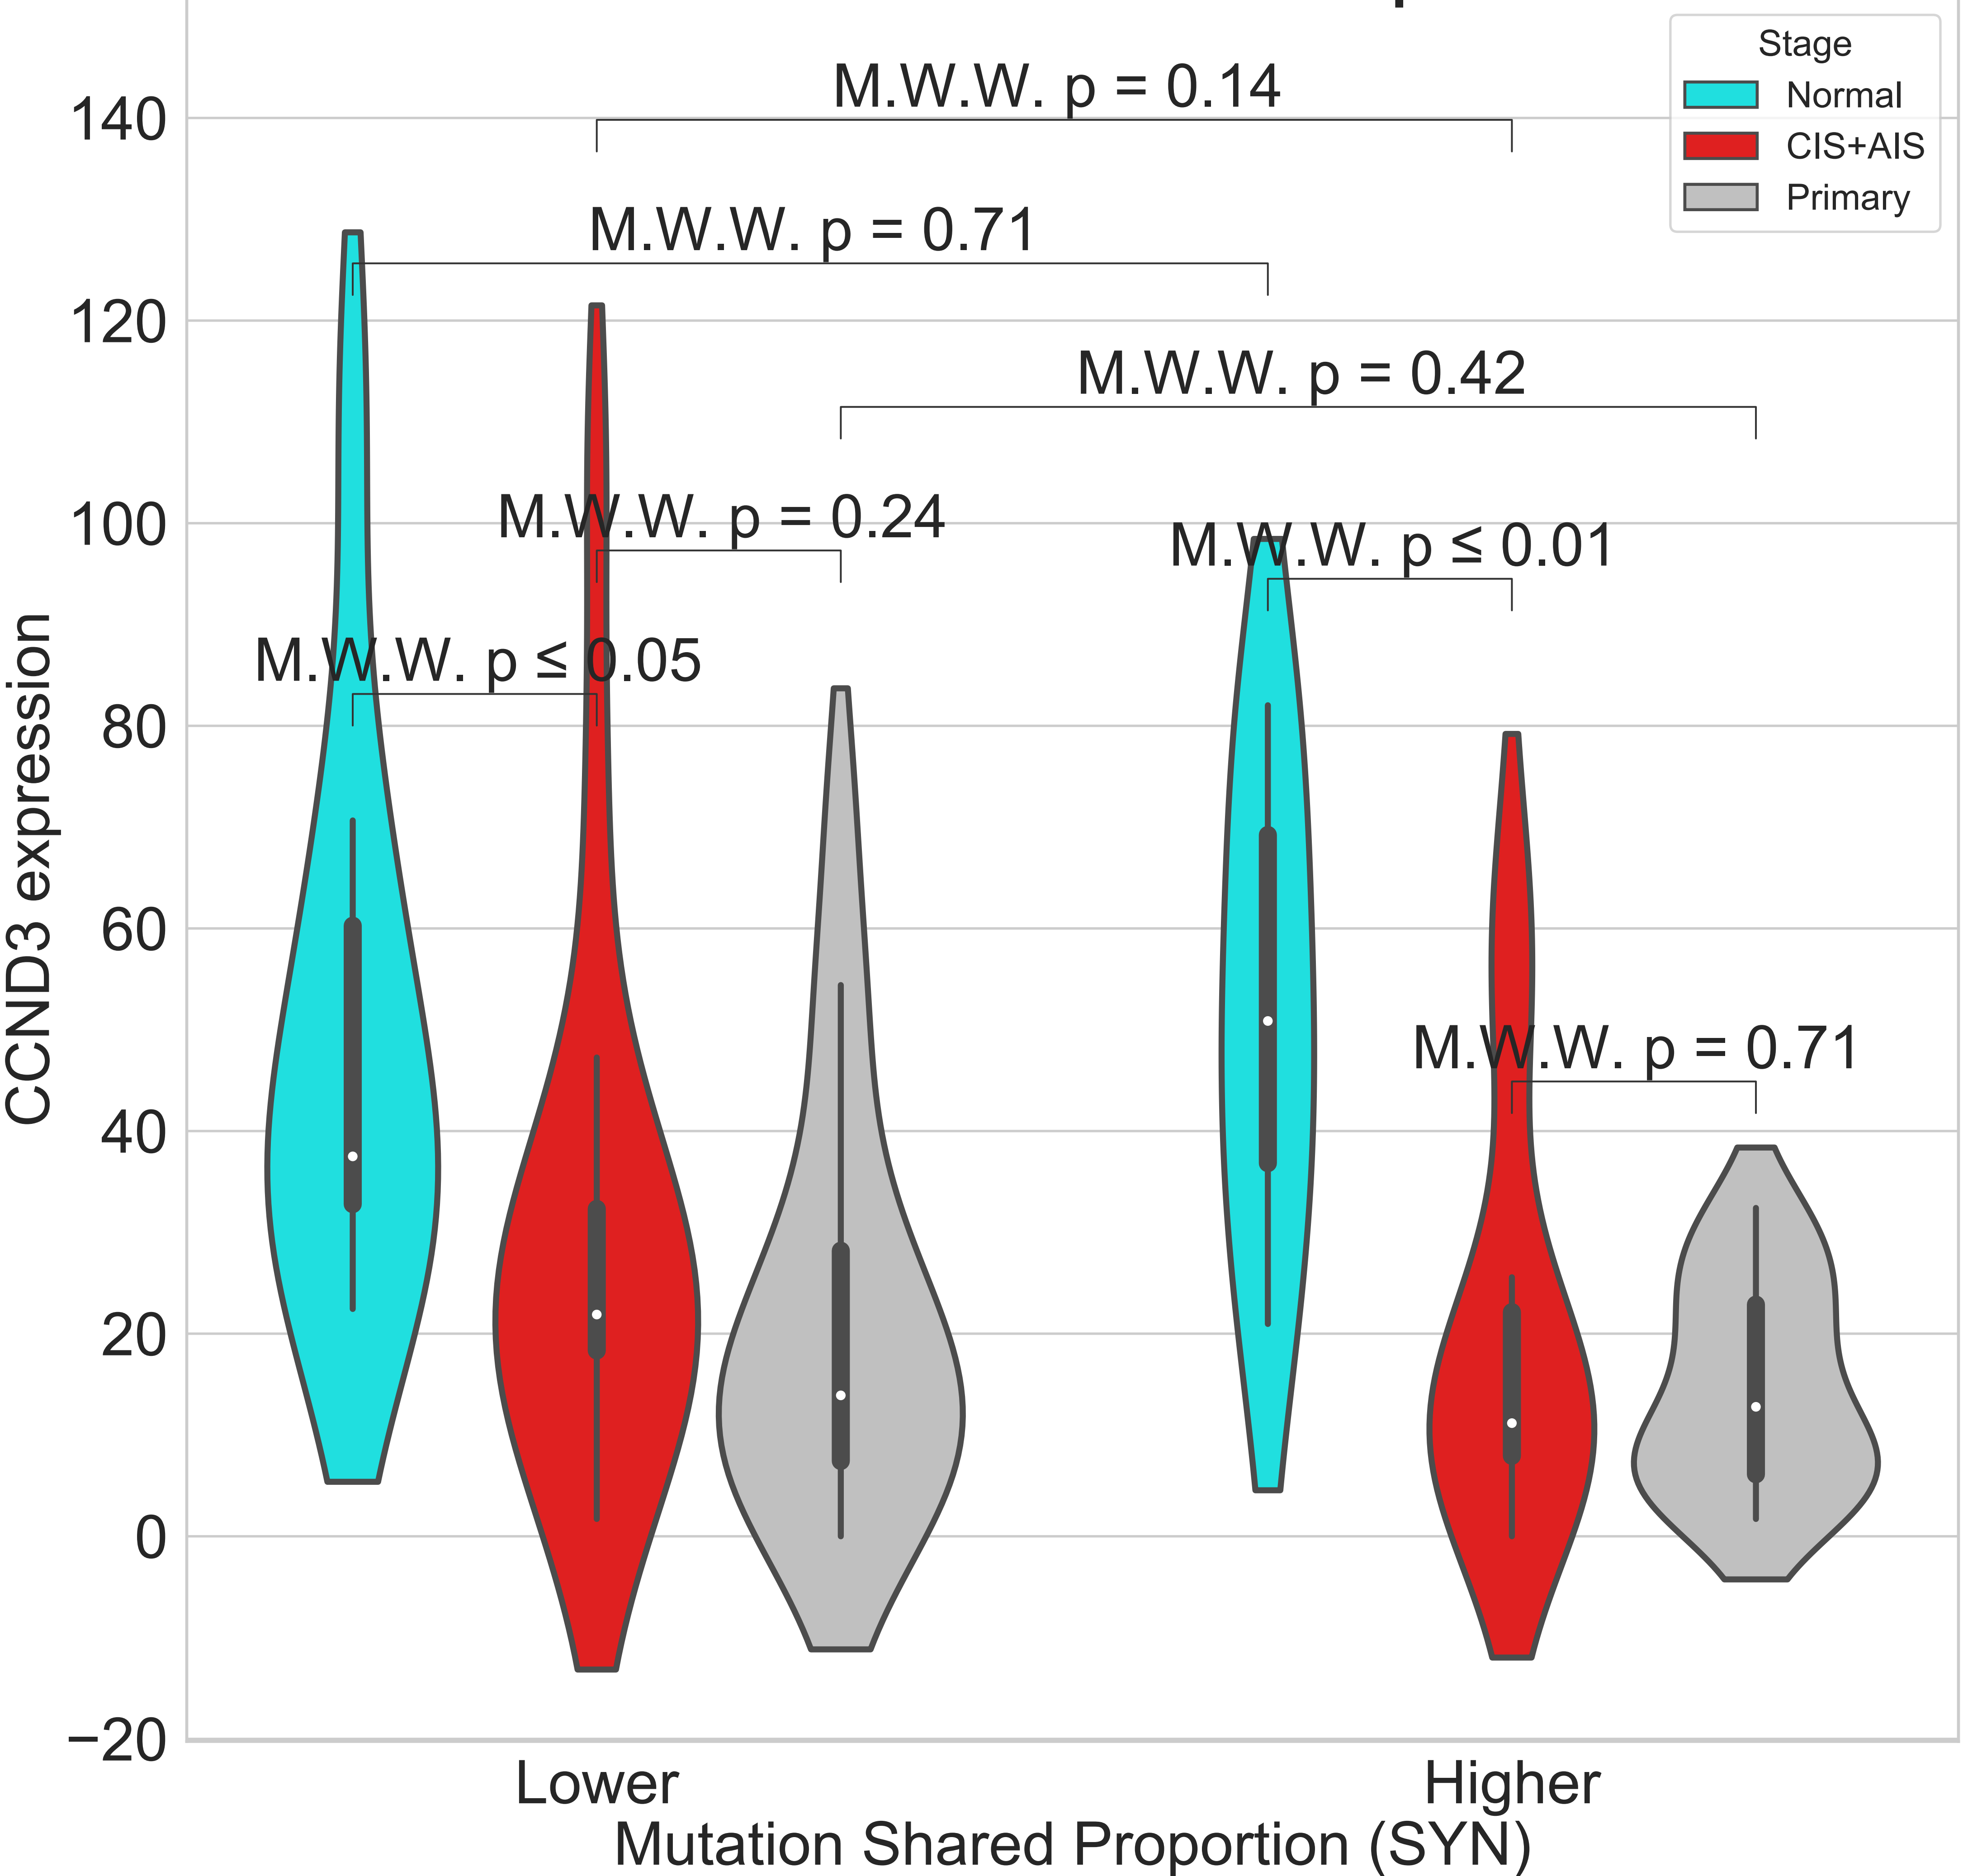 Stage
Normal
CIS+AIS
Primary
M.W.W. p = 0.14
M.W.W. p = 0.71
M.W.W. p = 0.42
M.W.W. p = 0.24
M.W.W. p ≤ 0.01
M.W.W. p ≤ 0.05
M.W.W. p = 0.71
140
120
100
80
60
40
20
0
−20
CCND3 expression
Lower
Higher
Mutation Shared Proportion (SYN)